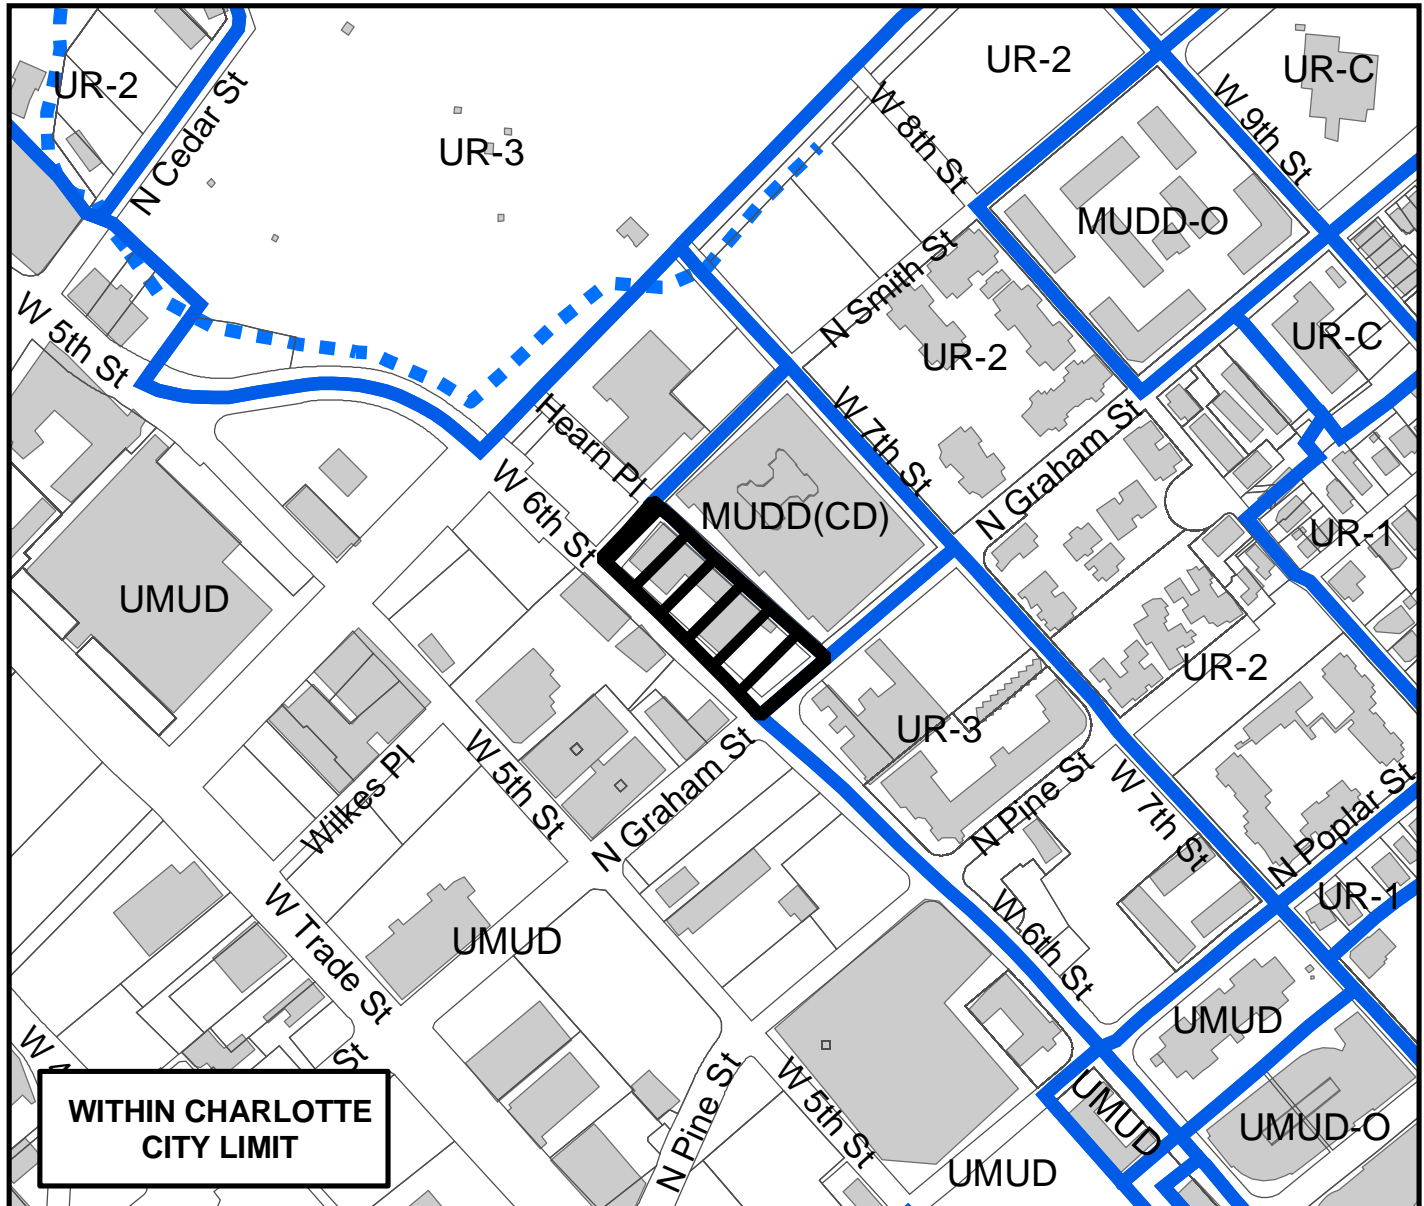 UR-2
UR-C
UR-2
W 8th St
W 9th St
N Cedar St
UR-3
MUDD-O
N Smith St
W 5th St
UR-2
UR-C
Hearn Pl
W 7th St
N Graham St
W 6th St
MUDD(CD)
UR-1
UMUD
UR-2
UR-3
Wilkes Pl
W 5th St
N Graham St
N Pine St
W 7th St
N Poplar St
UR-1
W Trade St
UMUD
W 6th St
UMUD
W
St
N Pine St
W 5th St
UMUD
UMUD-O
UMUD
WITHIN CHARLOTTE
CITY LIMIT